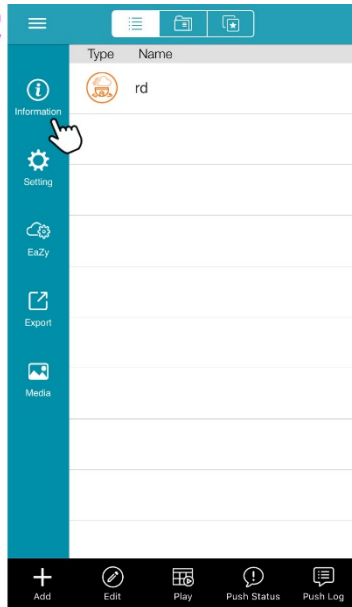 Type Name
rd
Information
Setting
EaZy
Export
Media
Add Edit Play Push Status Push Log